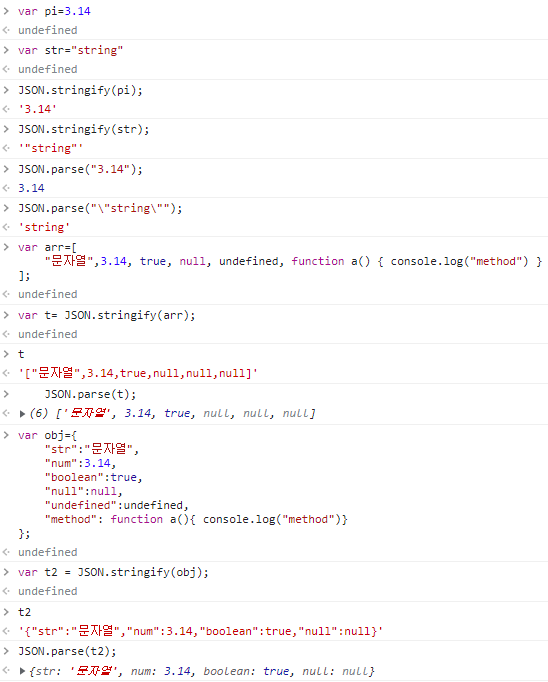 > var pi=3.14
< undefined
> var str="string"
< undefined
> JSON.stringify(pi);
< '3.14'
> JSON.stringify(str);
< '"string"'
> JSON.parse("3.14");
< 3.14
> JSON.parse("\"string\"");
< 'string'
> var arr=[
    "문자열",3.14, true, null, undefined, function a() { console.log("method") }
];
< undefined
> var t= JSON.stringify(arr);
< undefined
> t
< '["문자열",3.14,true,null,null,null]'
>     JSON.parse(t);
< ▶ (6) ['문자열', 3.14, true, null, null, null]
> var obj={
    "str":"문자열",
    "num":3.14,
    "boolean":true,
    "null":null,
    "undefined":undefined,
    "method": function a(){ console.log("method")}
};
< undefined
> var t2 = JSON.stringify(obj);
< undefined
> t2
< '{"str":"문자열","num":3.14,"boolean":true,"null":null}'
> JSON.parse(t2);
< ▶ {str: '문자열', num: 3.14, boolean: true, null: null}